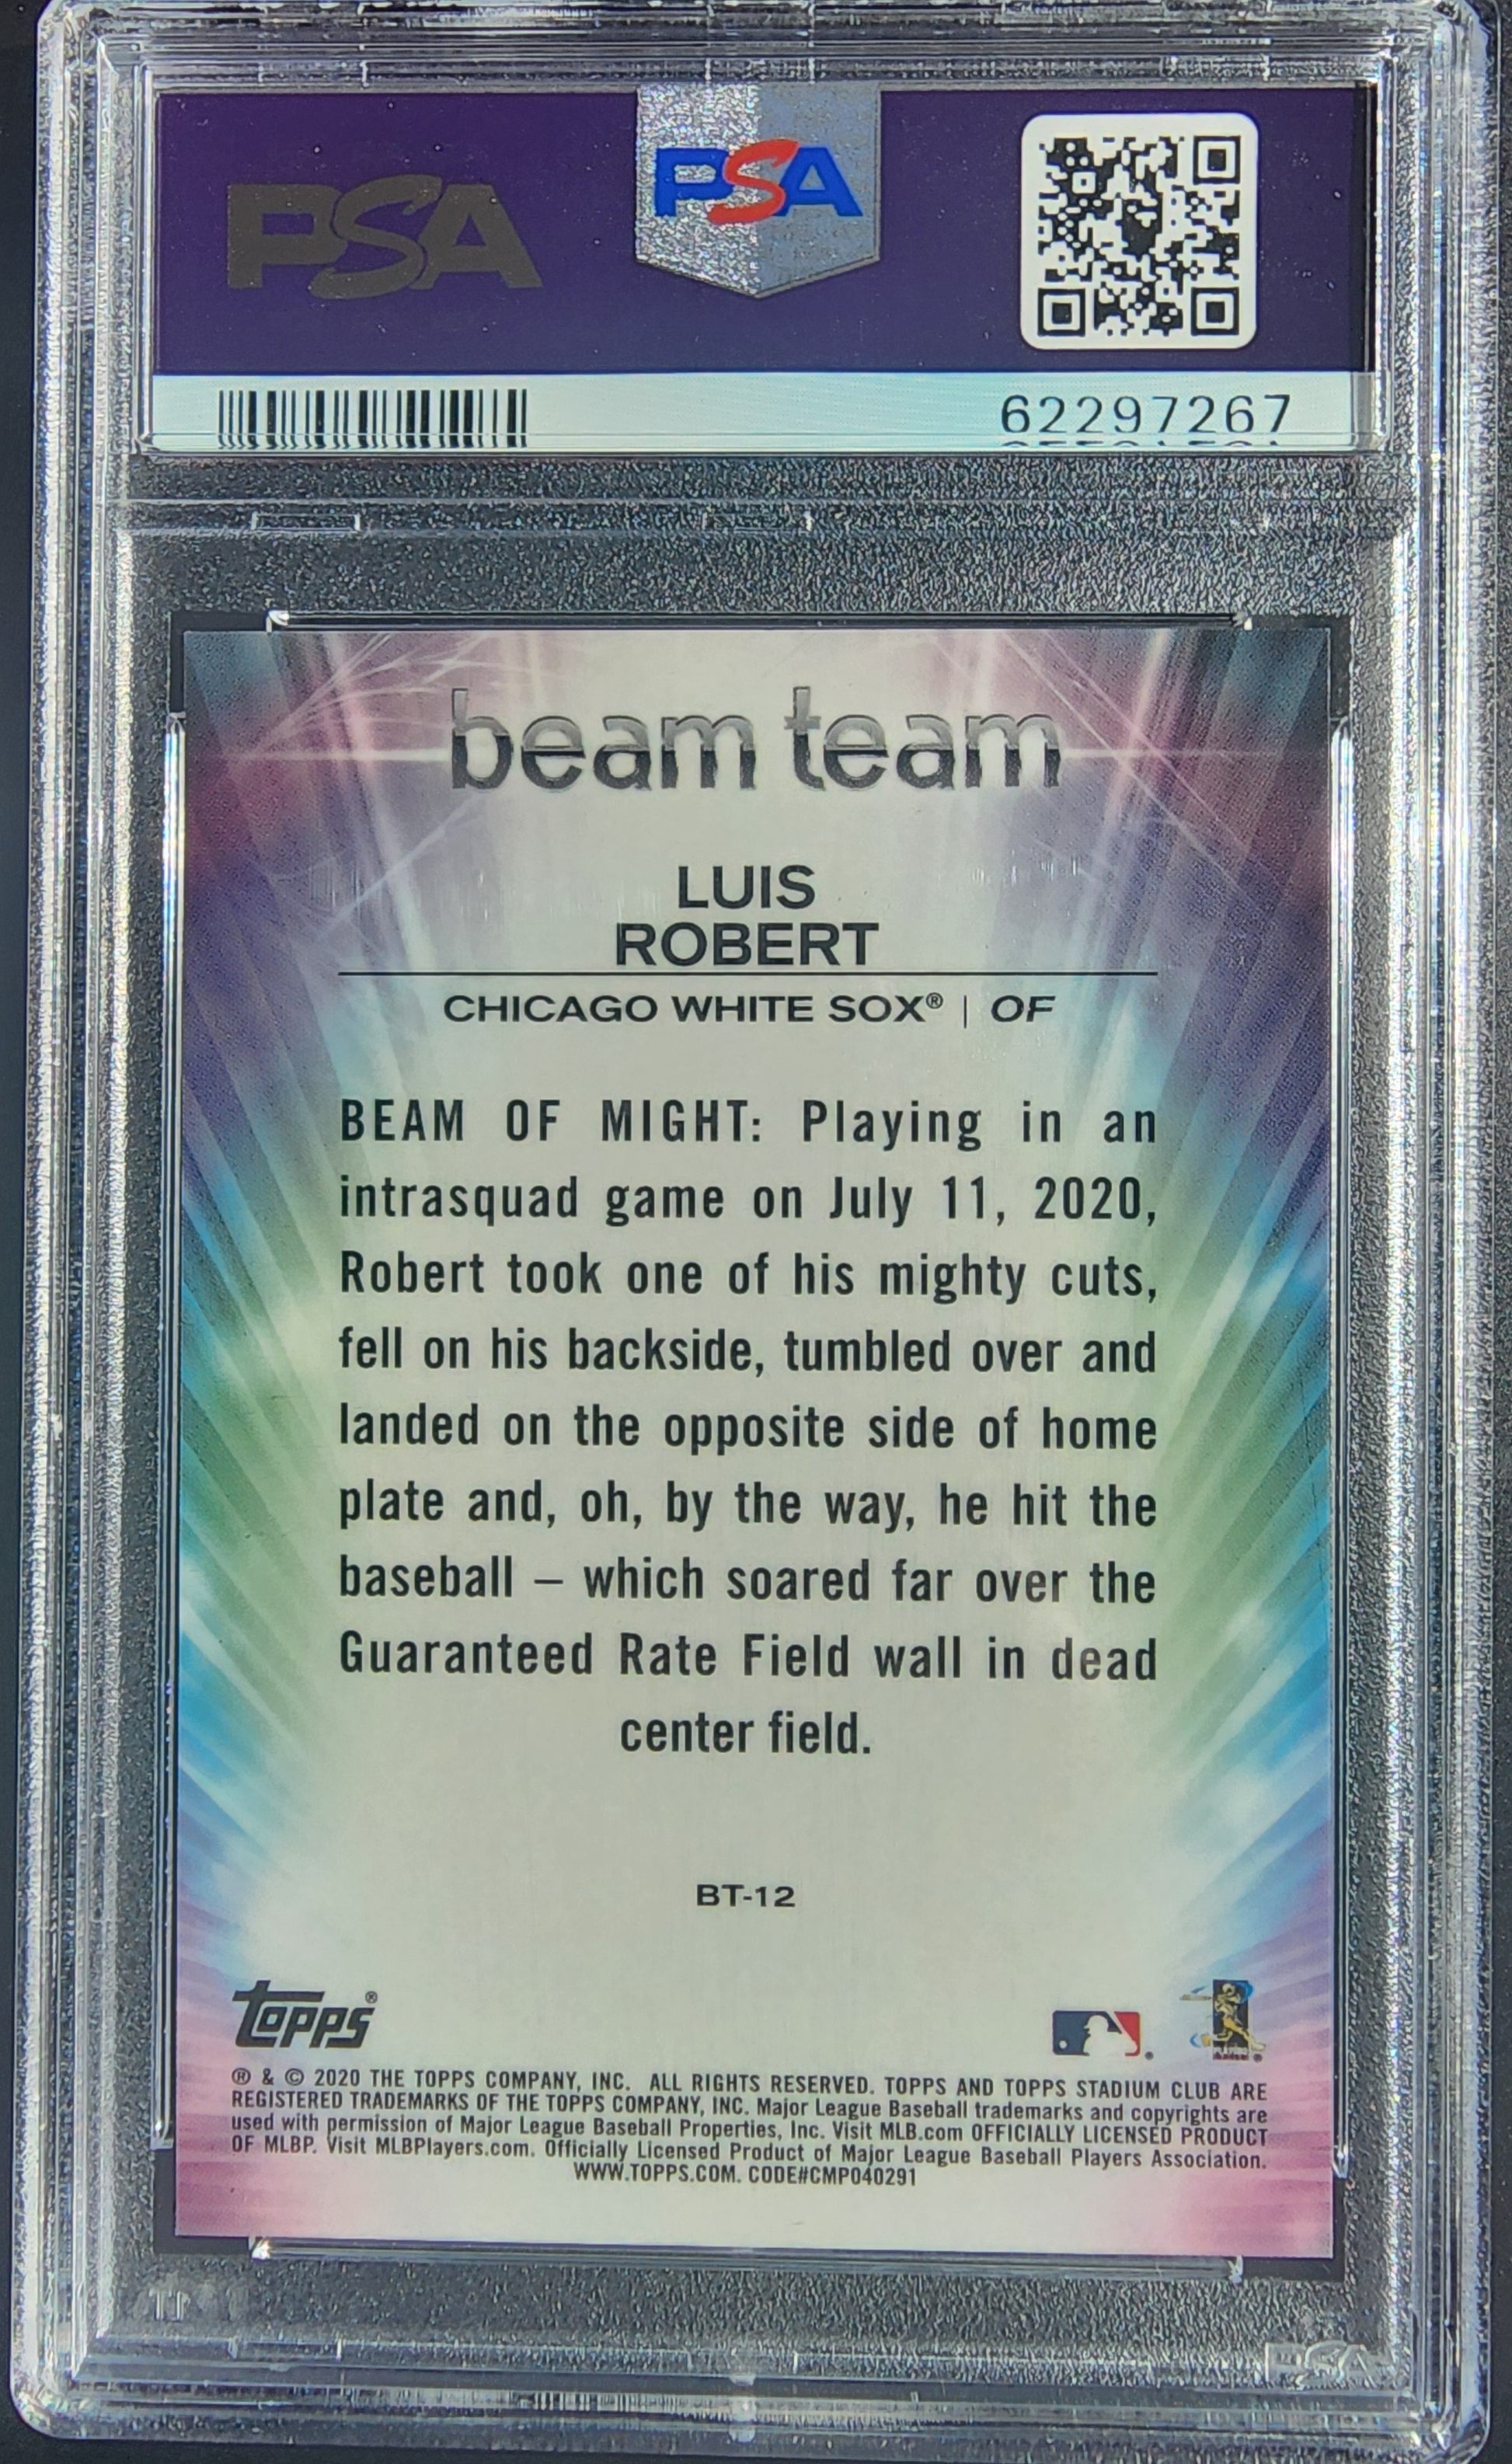 PSA
PSA
62297267
beam team
LUIS
ROBERT
CHICAGO WHITE SOX® | OF
BEAM OF MIGHT: Playing in an
intrasquad game on July 11, 2020,
Robert took one of his mighty cuts,
fell on his backside, tumbled over and
landed on the opposite side of home
plate and, oh, by the way, he hit the
baseball – which soared far over the
Guaranteed Rate Field wall in dead
center field.
BT-12
Topps®
® & © 2020 THE TOPPS COMPANY, INC. ALL RIGHTS RESERVED. TOPPS AND TOPPS STADIUM CLUB ARE
REGISTERED TRADEMARKS OF THE TOPPS COMPANY, INC. Major League Baseball trademarks and copyrights are
used with permission of Major League Baseball Properties, Inc. Visit MLB.com OFFICIALLY LICENSED PRODUCT
OF MLBP. Visit MLBPlayers.com. Officially Licensed Product of Major League Baseball Players Association.
WWW.TOPPS.COM. CODE#CMP040291
PSA